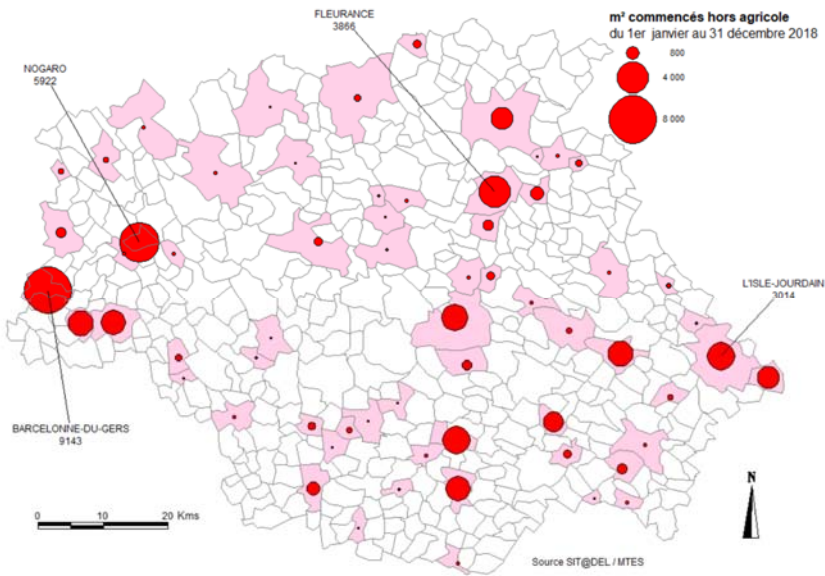 FLEURANCE
3866
m² commencés hors agricole
du 1er janvier au 31 décembre 2018
800
4 000
8 000
NOGARO
5922
L'ISLE-JOURDAIN
3014
BARCELONNE-DU-GERS
9143
N
0 10 20 Kms
Source SIT@DEL / MTES